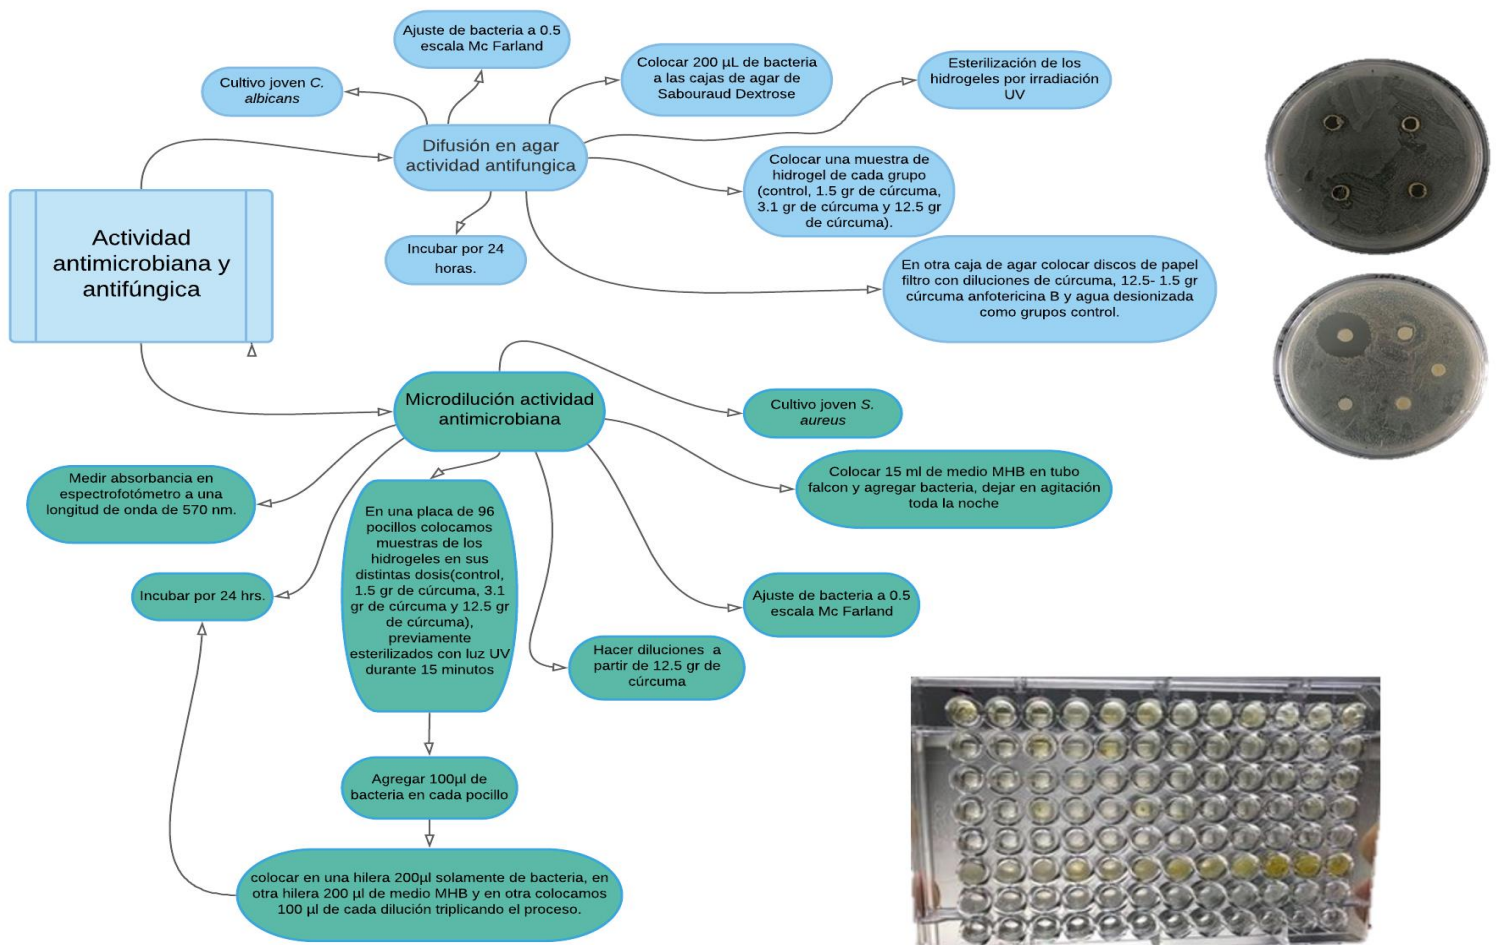 Actividad
antimicrobiana y
antifúngica
Difusión en agar
actividad antifungica
Cultivo joven C.
albicans
Ajuste de bacteria a 0.5
escala Mc Farland
Colocar 200 µL de bacteria
a las cajas de agar de
Sabouraud Dextrose
Esterilización de los
hidrogeles por irradiación
UV
Colocar una muestra de
hidrogel de cada grupo
(control, 1.5 gr de cúrcuma,
3.1 gr de cúrcuma y 12.5 gr
de cúrcuma).
En otra caja de agar colocar discos de papel
filtro con diluciones de cúrcuma, 12.5- 1.5 gr
cúrcuma anfotericina B y agua desionizada
como grupos control.
Incubar por 24
horas.
Microdilución actividad
antimicrobiana
Cultivo joven S.
aureus
Colocar 15 ml de medio MHB en tubo
falcon y agregar bacteria, dejar en agitación
toda la noche
Ajuste de bacteria a 0.5
escala Mc Farland
Hacer diluciones a
partir de 12.5 gr de
cúrcuma
En una placa de 96
pocillos colocamos
muestras de los
hidrogeles en sus
distintas dosis(control,
1.5 gr de cúrcuma, 3.1
gr de cúrcuma y 12.5 gr
de cúrcuma),
previamente
esterilizados con luz UV
durante 15 minutos
Agregar 100µl de
bacteria en cada pocillo
colocar en una hilera 200µl solamente de bacteria, en
otra hilera 200 µl de medio MHB y en otra colocamos
100 µl de cada dilución triplicando el proceso.
Incubar por 24 hrs.
Medir absorbancia en
espectrofotómetro a una
longitud de onda de 570 nm.